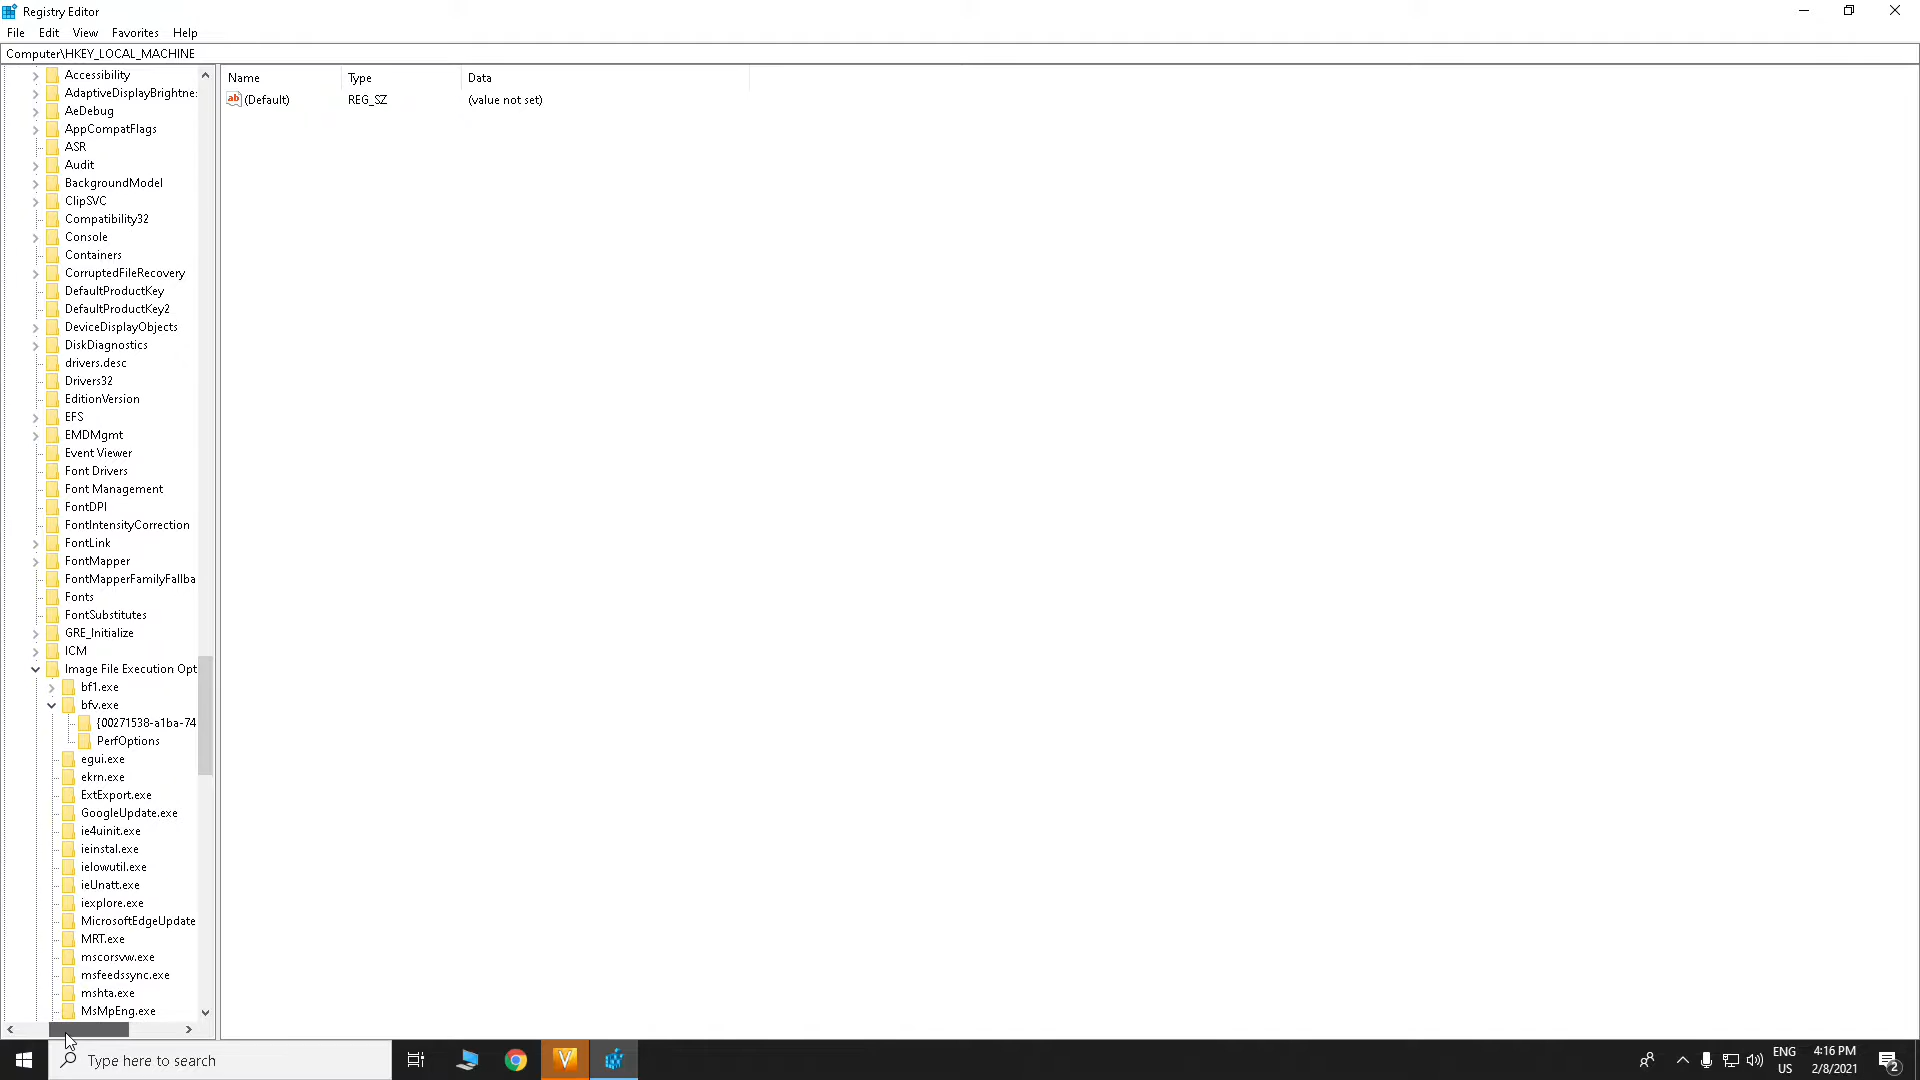 Registry Editor
File Edit View Favorites Help
Computer\HKEY_LOCAL_MACHINE
Accessibility
AdaptiveDisplayBrightne
AeDebug
AppCompatFlags
ASR
Audit
BackgroundModel
ClipSVC
Compatibility32
Console
Containers
CorruptedFileRecovery
DefaultProductKey
DefaultProductKey2
DeviceDisplayObjects
DiskDiagnostics
drivers.desc
Drivers32
EditionVersion
EFS
EMDMgmt
Event Viewer
Font Drivers
Font Management
FontDPI
FontIntensityCorrection
FontLink
FontMapper
FontMapperFamilyFallba
Fonts
FontSubstitutes
GRE_Initialize
ICM
Image File Execution Opt
bf1.exe
bfv.exe
{00271538-a1ba-74
PerfOptions
egui.exe
ekrn.exe
ExtExport.exe
GoogleUpdate.exe
ie4uinit.exe
ieinstal.exe
ielowutil.exe
ieUnatt.exe
iexplore.exe
MicrosoftEdgeUpdate
MRT.exe
mscorsvw.exe
msfeedssync.exe
mshta.exe
MsMpEng.exe
Name Type Data
ab (Default) REG_SZ (value not set)
Type here to search
V
ENG
US
4:16 PM
2/8/2021
2